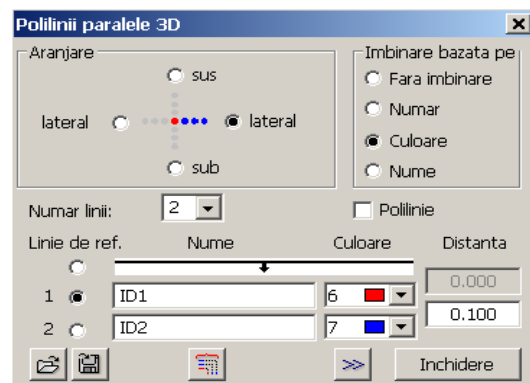 Polilinii paralele 3D
Aranjare
sus
lateral
lateral
sub
Imbinare bazata pe
Fara imbinare
Numar
Culoare
Nume
Numar linii:
2
Polilinie
Linie de ref.
Nume
Culoare
Distanta
0.000
1
ID1
6
0.100
2
ID2
7
>>
Inchidere